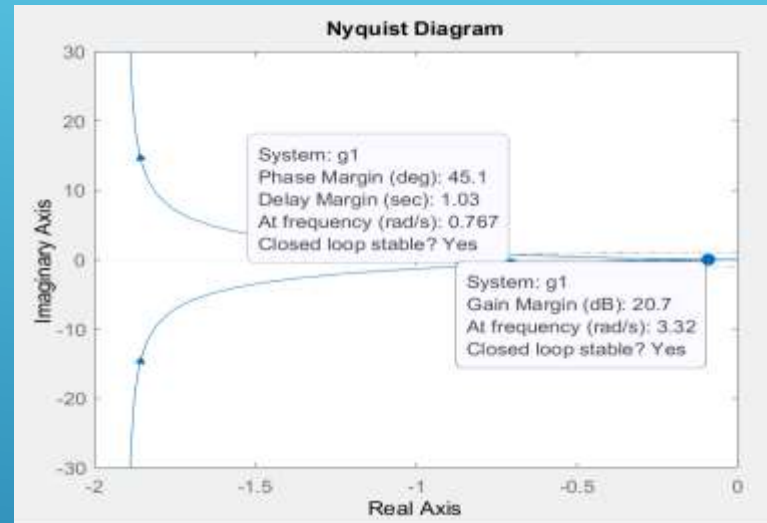 Nyquist Diagram
30
20
10
0
-10
-20
-30
Imaginary Axis
System: g1
Phase Margin (deg): 45.1
Delay Margin (sec): 1.03
At frequency (rad/s): 0.767
Closed loop stable? Yes
System: g1
Gain Margin (dB): 20.7
At frequency (rad/s): 3.32
Closed loop stable? Yes
-2 -1.5 -1 -0.5 0
Real Axis